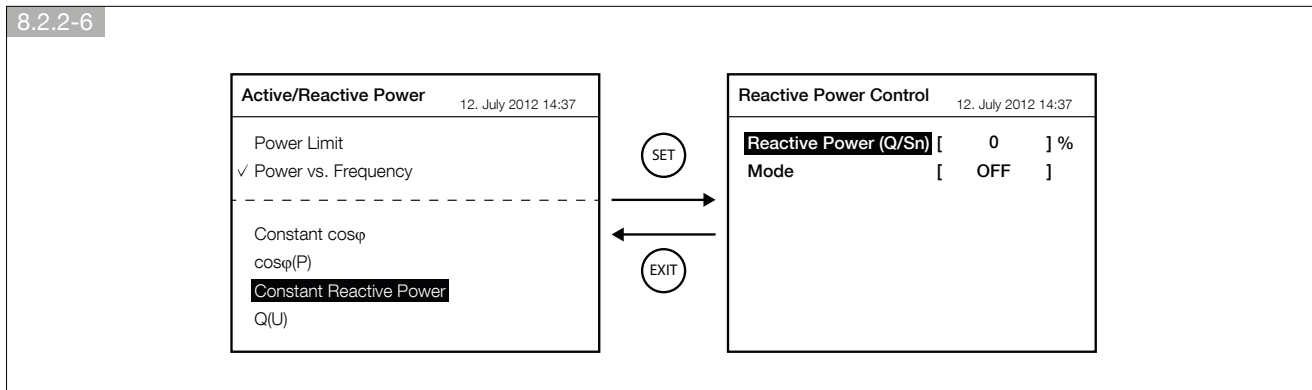 8.2.2-6
Active/Reactive Power 12. July 2012 14:37
Power Limit
✓ Power vs. Frequency
Constant cosφ
cosφ(P)
Constant Reactive Power
Q(U)
SET
EXIT
Reactive Power Control 12. July 2012 14:37
Reactive Power (Q/Sn) [ 0 ] %
Mode [ OFF ]